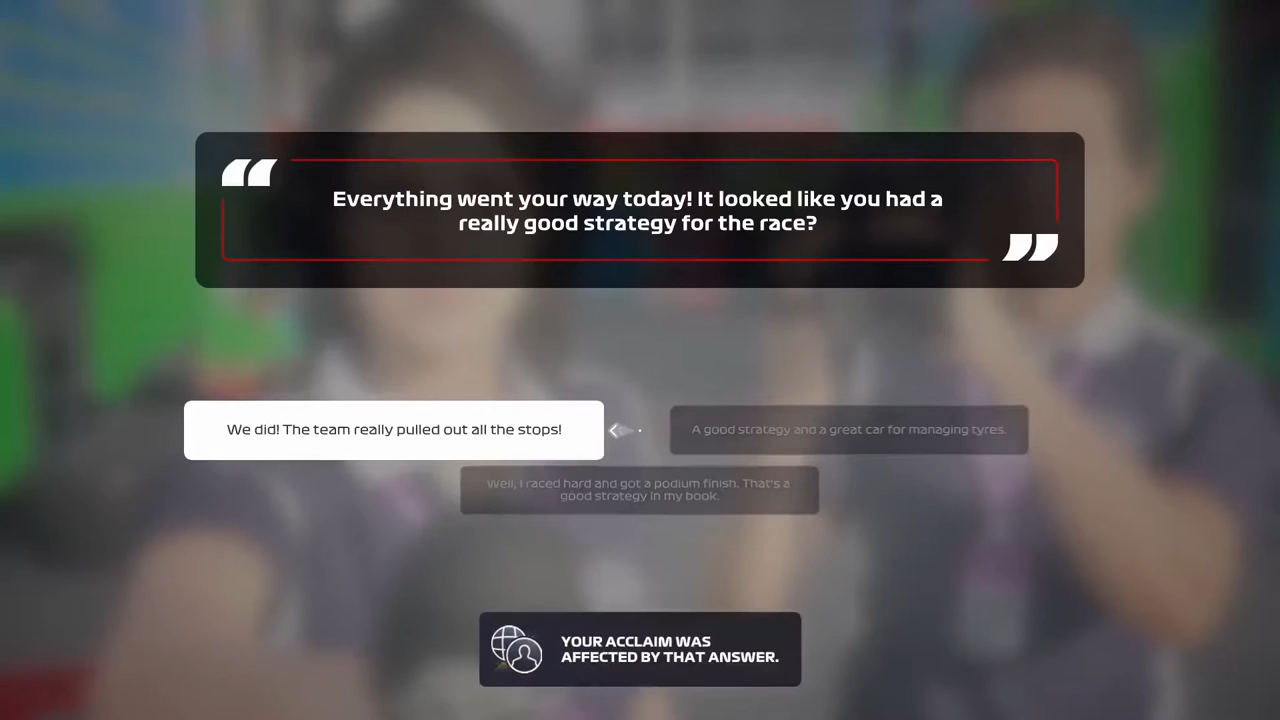 Everything went your way today! It looked like you had a
really good strategy for the race?
We did! The team really pulled out all the stops!
A good strategy and a great car for managing tyres.
Well, I raced hard and got a podium finish. That's a
good strategy in my book.
YOUR ACCLAIM WAS
AFFECTED BY THAT ANSWER.